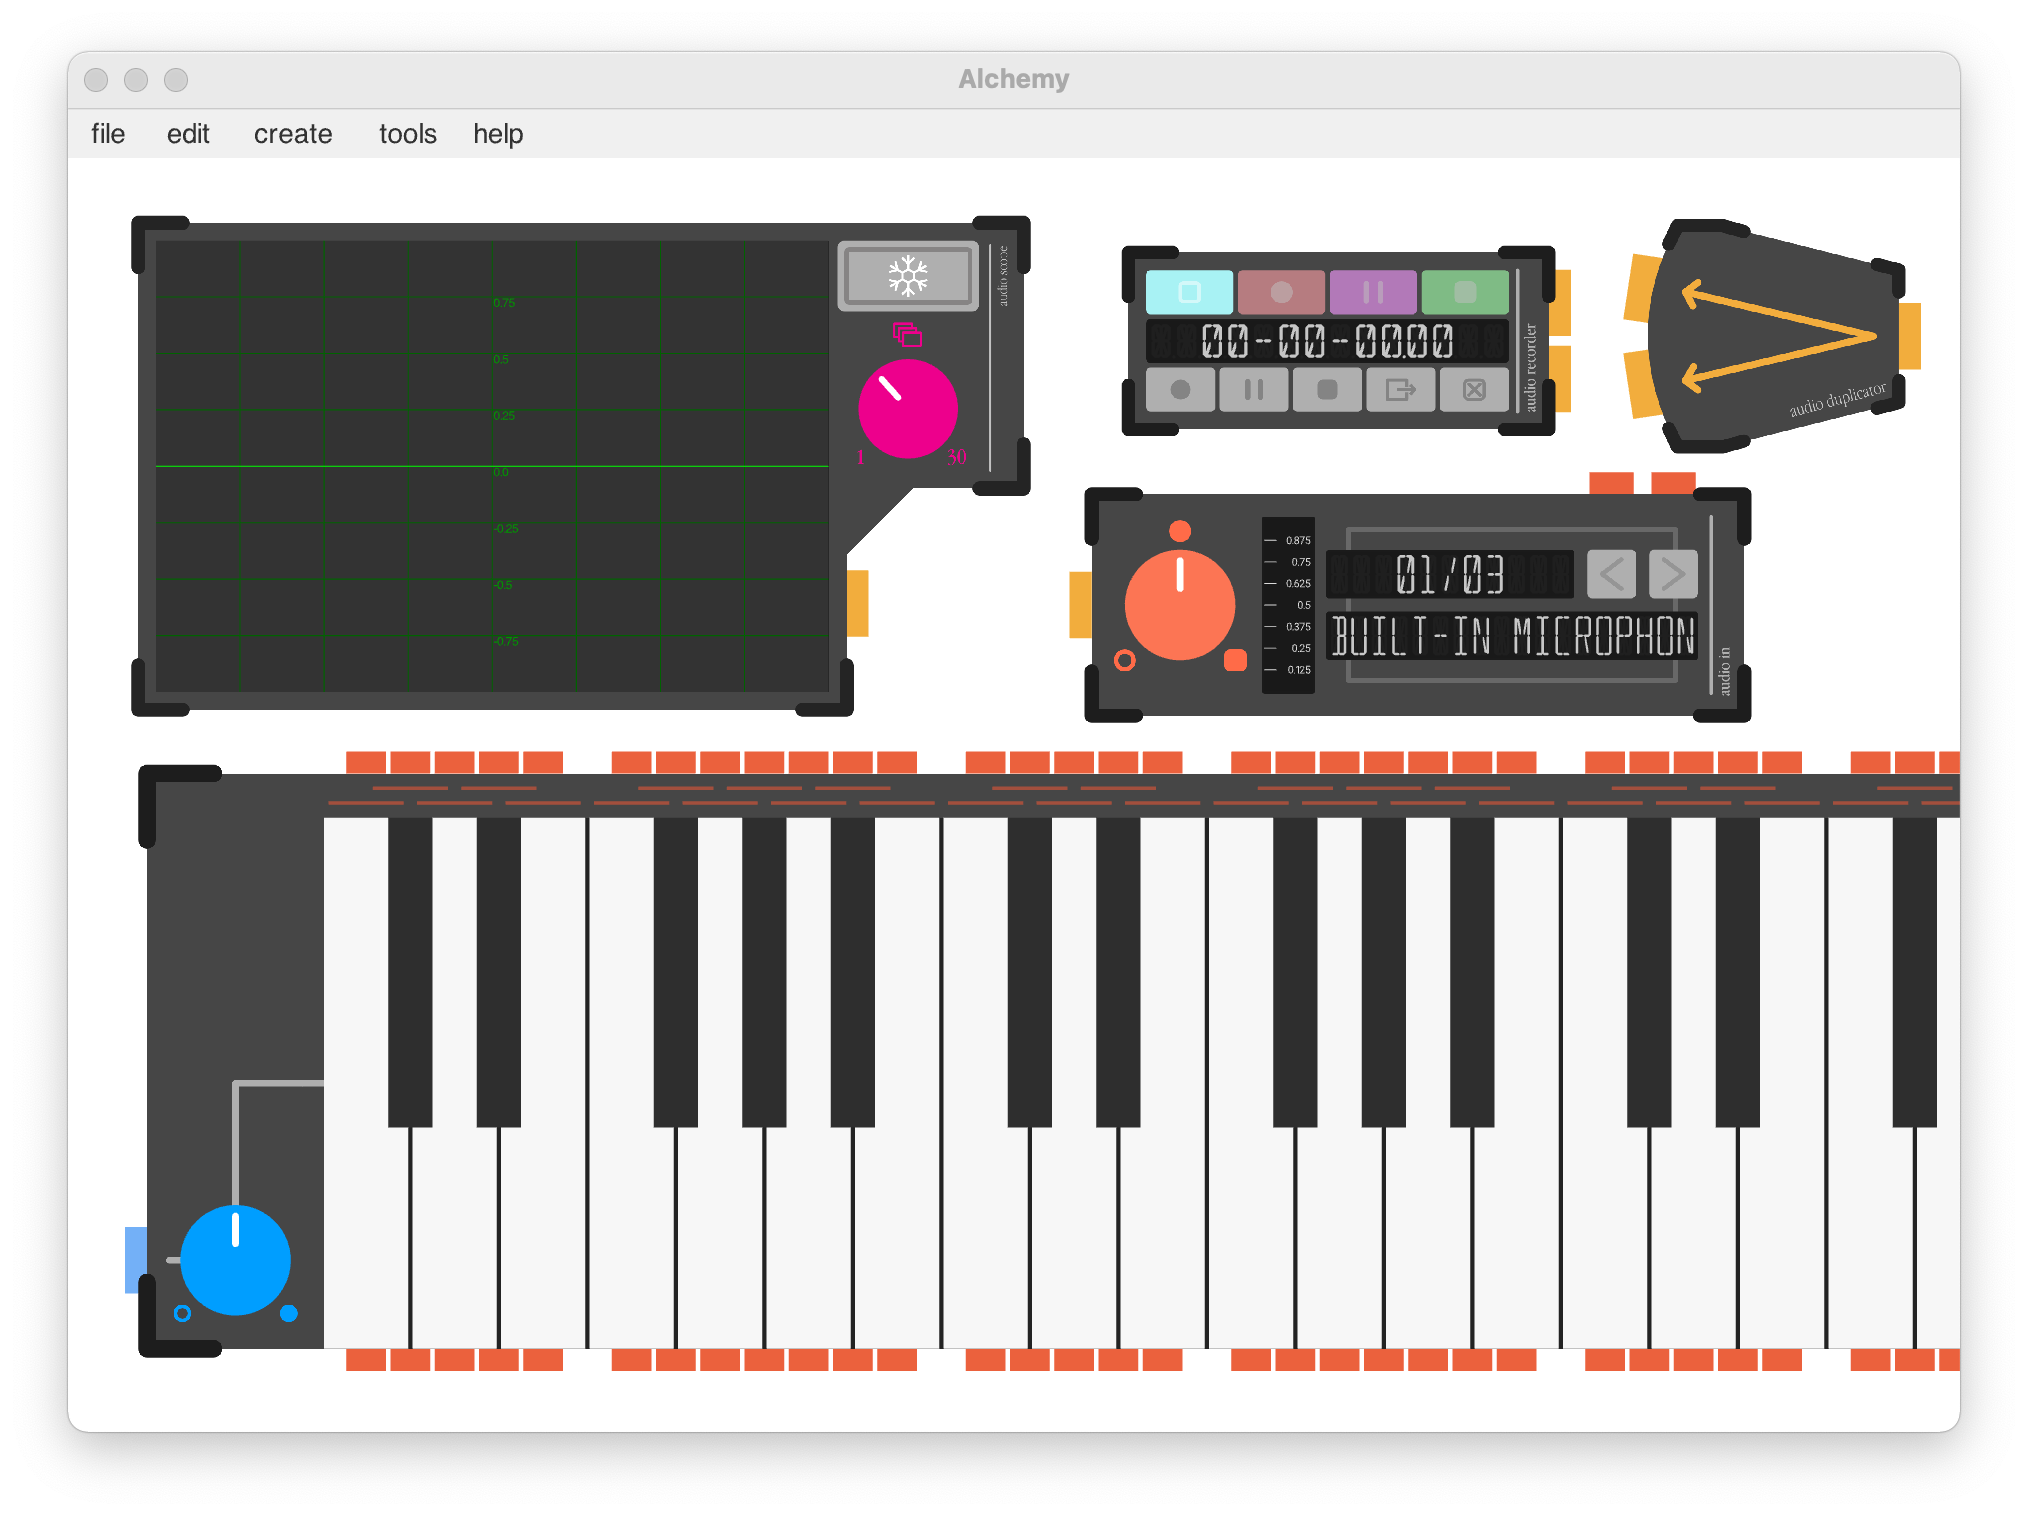 Alchemy
file edit create tools help
0.75
0.5
0.25
0.0
-0.25
-0.5
-0.75
1 30
audio scope
00-00-00.00
audio recorder
audio duplicator
0.875
0.75
0.625
0.5
0.375
0.25
0.125
01/03
BUILT-IN MICROPHON
audio in